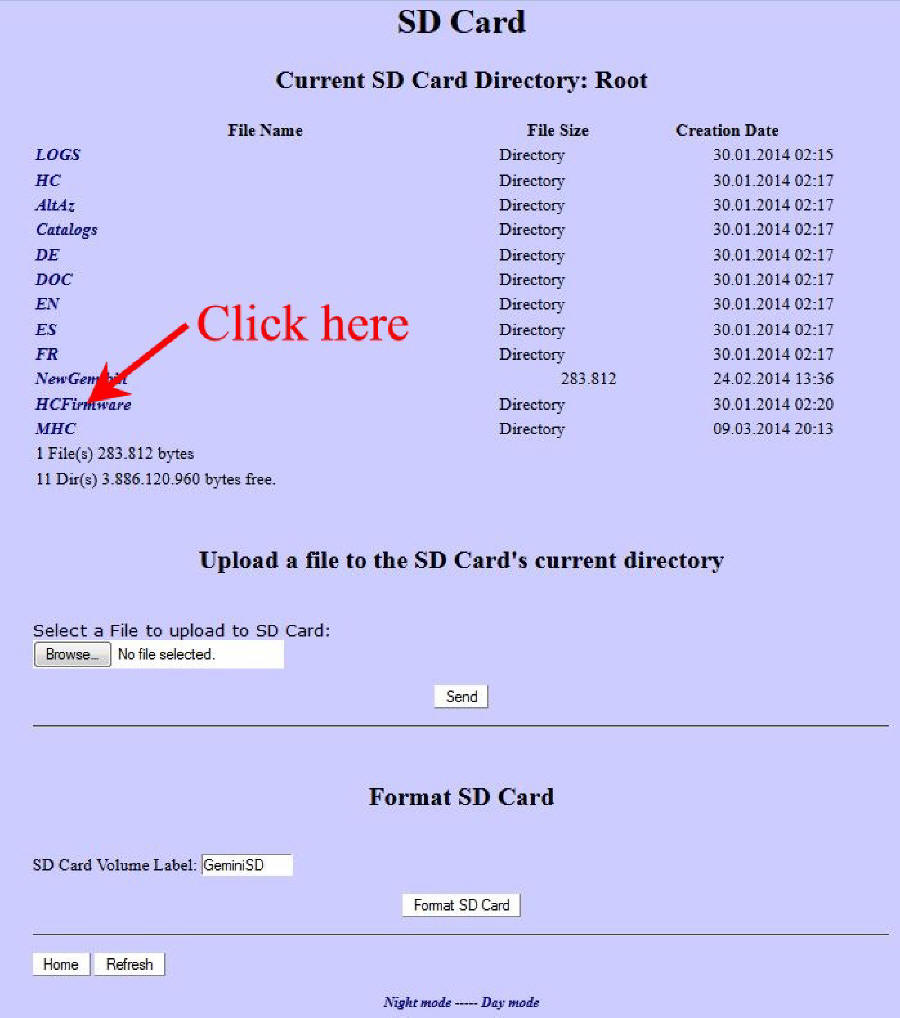 SD Card
Current SD Card Directory: Root
File Name File Size Creation Date
LOGS Directory 30.01.2014 02:15
HC Directory 30.01.2014 02:17
AltAz Directory 30.01.2014 02:17
Catalogs Directory 30.01.2014 02:17
DE Directory 30.01.2014 02:17
DOC Directory 30.01.2014 02:17
EN Directory 30.01.2014 02:17
Click here
ES Directory 30.01.2014 02:17
FR Directory 30.01.2014 02:17
283.812 24.02.2014 13:36
HCFirmware Directory 30.01.2014 02:20
MHC Directory 09.03.2014 20:13
1 File(s) 283.812 bytes
11 Dir(s) 3.886.120.960 bytes free.
Upload a file to the SD Card's current directory
Select a File to upload to SD Card:
Browse... No file selected.
Send
Format SD Card
SD Card Volume Label: GeminiSD
Format SD Card
Home Refresh
Night mode ----- Day mode